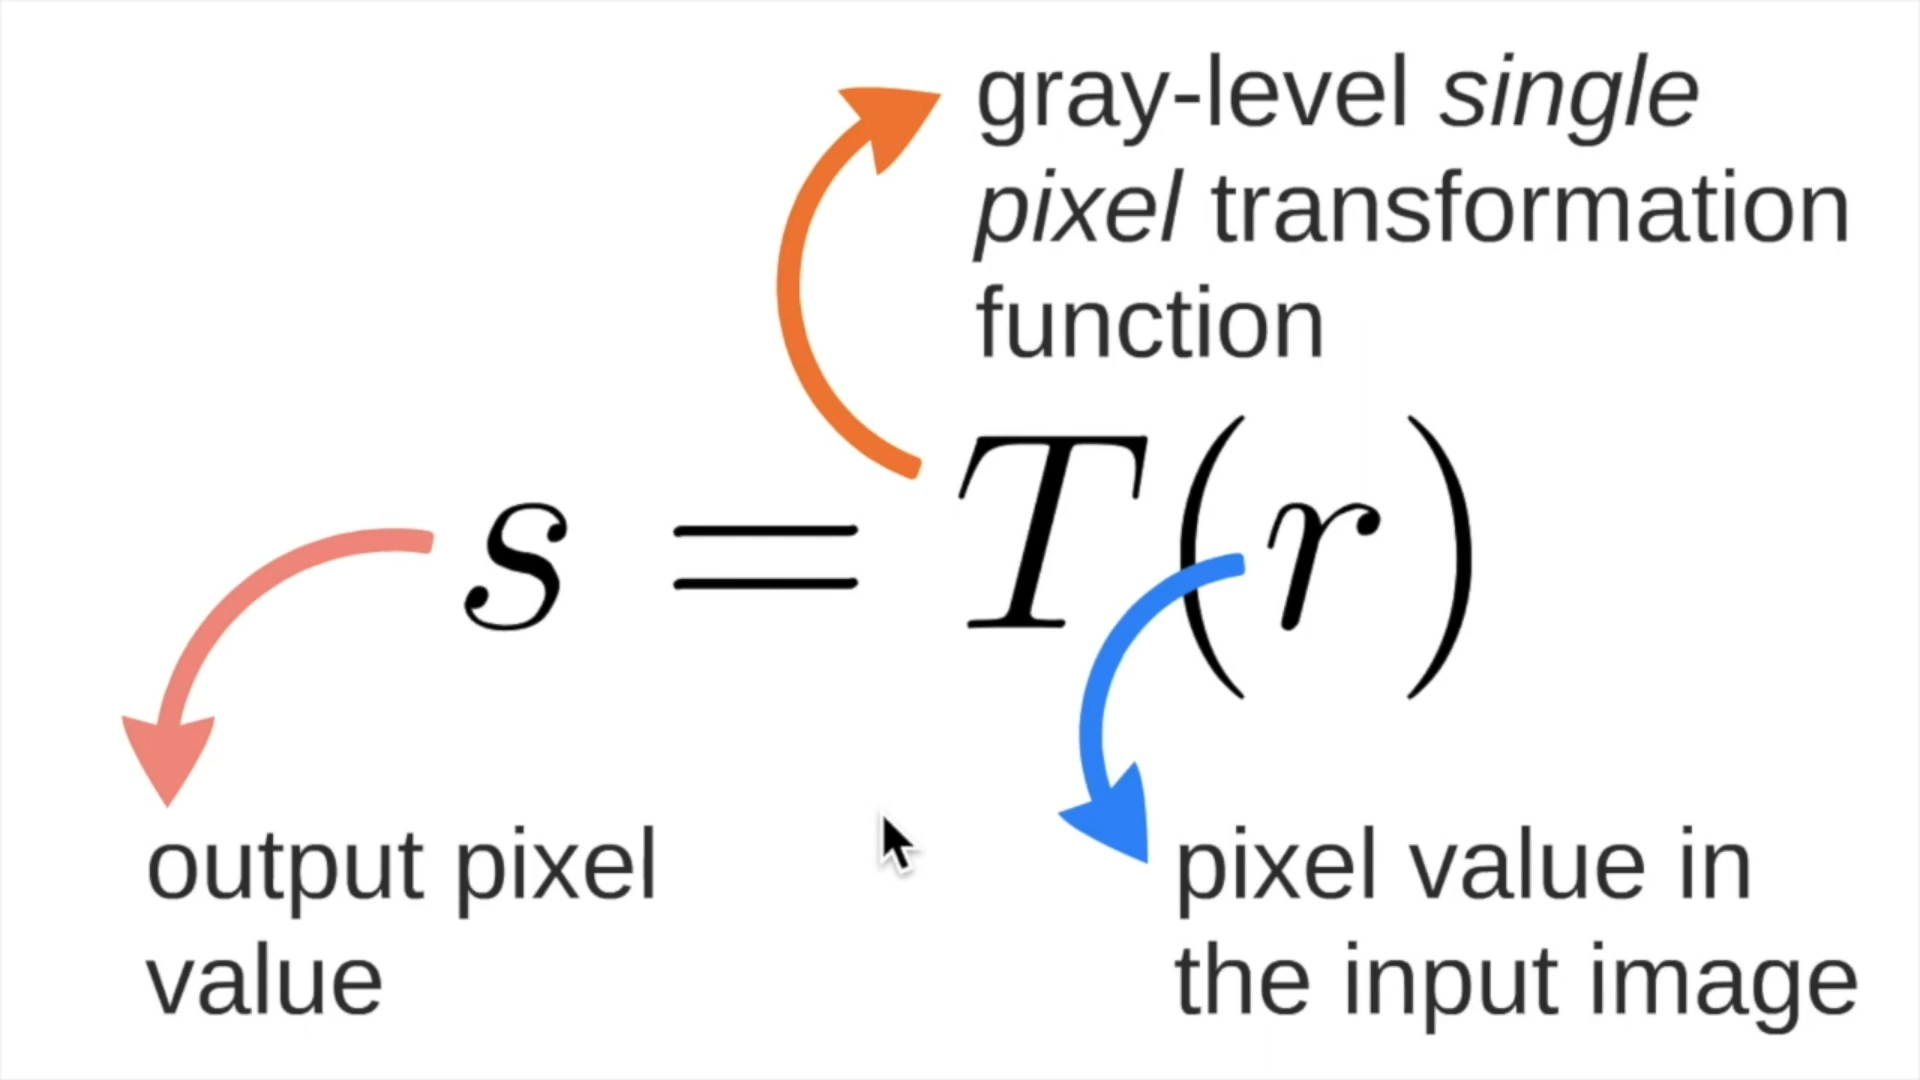 gray-level single
pixel transformation
function
s = T(r)
output pixel
value
pixel value in
the input image